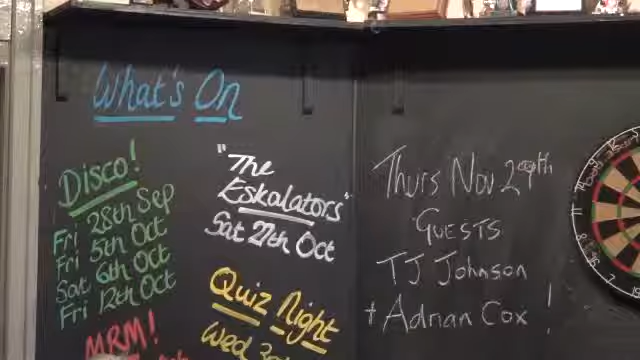 What's On
Disco!
Fri 28th Sep
Fri 5th Oct
Sat 6th Oct
Fri 12th Oct
MRM!
"The
Eskalators"
Sat 27th Oct
Quiz Night
Wed
Thurs Nov 29th
GUESTS
TJ Johnson
+ Adrian Cox!